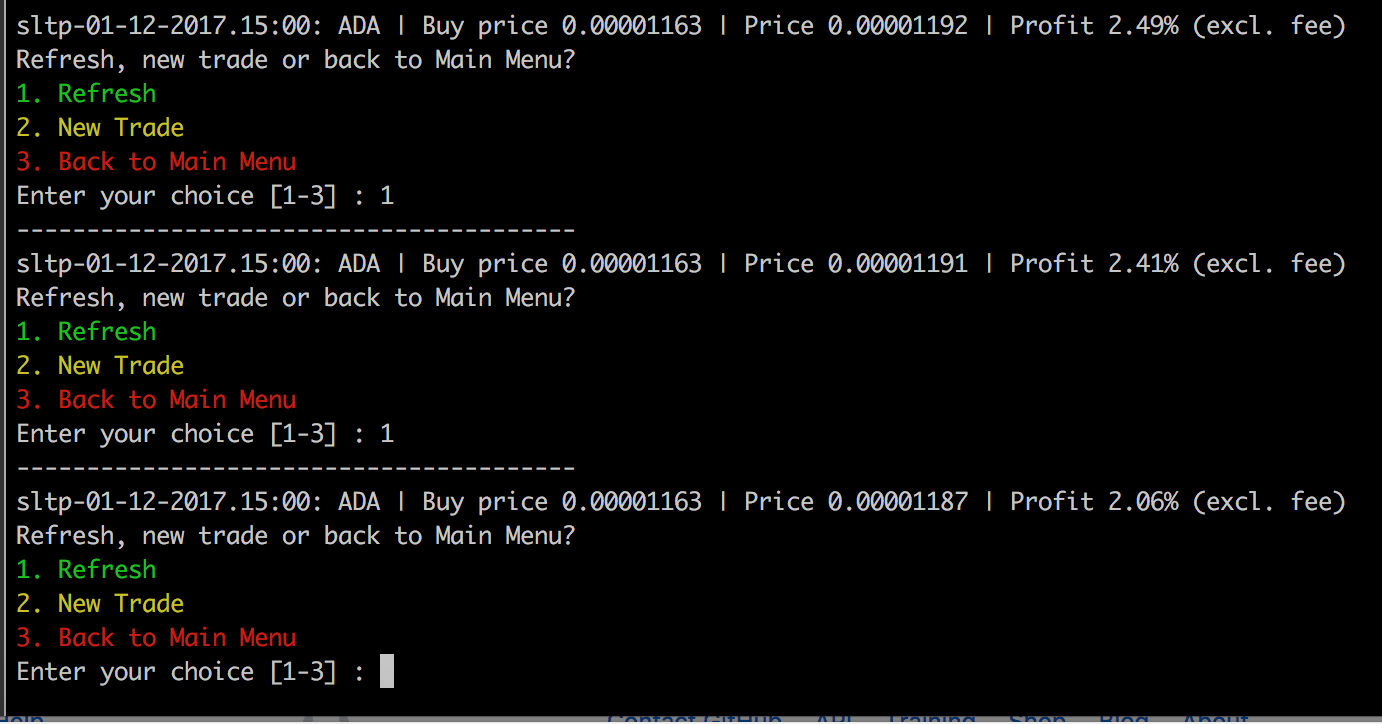 sltp-01-12-2017.15:00: ADA | Buy price 0.00001163 | Price 0.00001192 | Profit 2.49% (excl. fee)
Refresh, new trade or back to Main Menu?
1. Refresh
2. New Trade
3. Back to Main Menu
Enter your choice [1-3] : 1
----------------------------------------
sltp-01-12-2017.15:00: ADA | Buy price 0.00001163 | Price 0.00001191 | Profit 2.41% (excl. fee)
Refresh, new trade or back to Main Menu?
1. Refresh
2. New Trade
3. Back to Main Menu
Enter your choice [1-3] : 1
----------------------------------------
sltp-01-12-2017.15:00: ADA | Buy price 0.00001163 | Price 0.00001187 | Profit 2.06% (excl. fee)
Refresh, new trade or back to Main Menu?
1. Refresh
2. New Trade
3. Back to Main Menu
Enter your choice [1-3] :
Help Contact GitHub API Training Shop Blog About